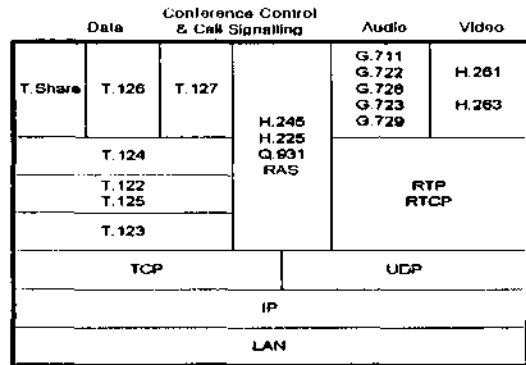 Data
Conference Control
& Call Signalling
Audio
Video
T.Share
T.126
T.127
H.245
H.225
Q.931
RAS
G.711
G.722
G.728
G.723
G.729
H.261
H.263
T.124
T.122
T.125
T.123
RTP
RTCP
TCP
UDP
IP
LAN